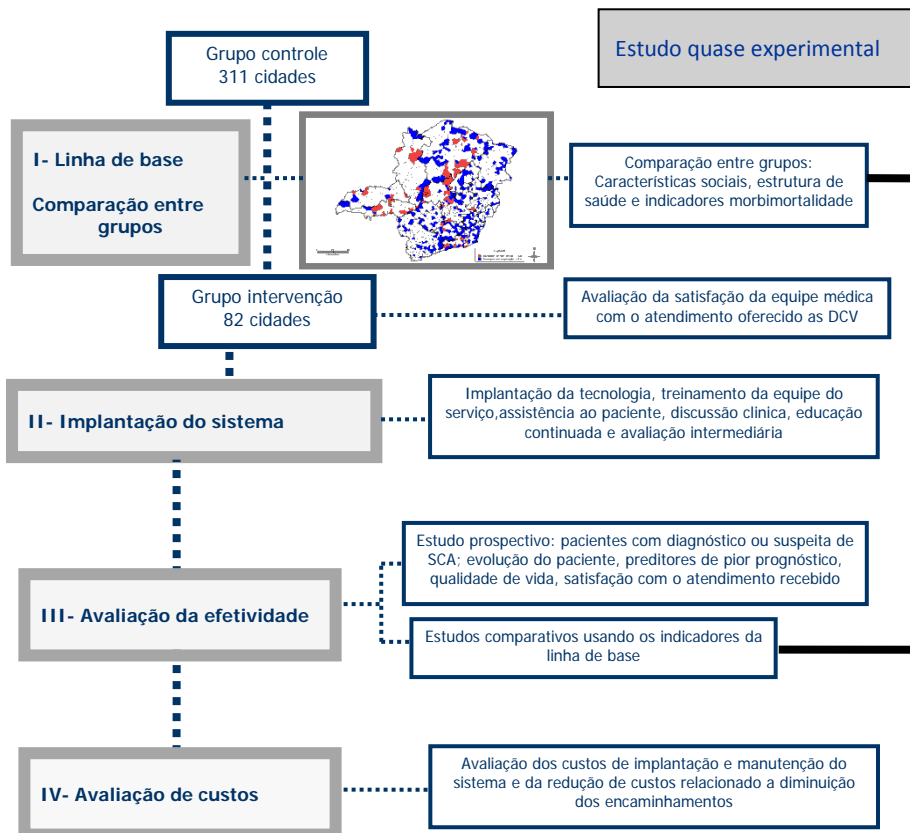 Grupo controle
311 cidades
Estudo quase experimental
I- Linha de base
Comparação entre
grupos
Comparação entre grupos:
Características sociais, estrutura de
saúde e indicadores morbimortalidade
Grupo intervenção
82 cidades
Avaliação da satisfação da equipe médica
com o atendimento oferecido as DCV
II- Implantação do sistema
Implantação da tecnologia, treinamento da equipe do
serviço,assistência ao paciente, discussão clinica, educação
continuada e avaliação intermediária
Estudo prospectivo: pacientes com diagnóstico ou suspeita de
SCA; evolução do paciente, preditores de pior prognóstico,
qualidade de vida, satisfação com o atendimento recebido
III- Avaliação da efetividade
Estudos comparativos usando os indicadores da
linha de base
IV- Avaliação de custos
Avaliação dos custos de implantação e manutenção do
sistema e da redução de custos relacionado a diminuição
dos encaminhamentos